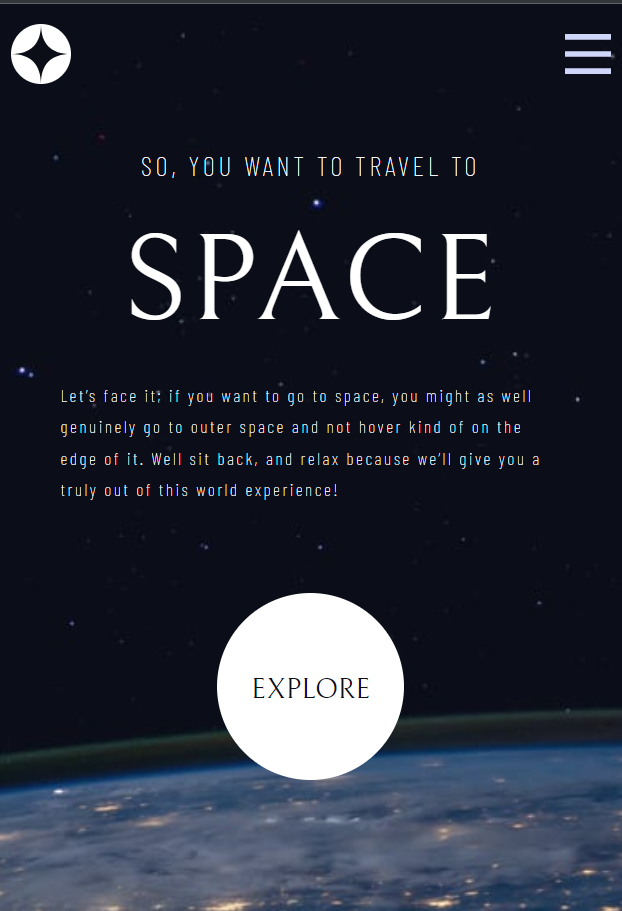 SO, YOU WANT TO TRAVEL TO
SPACE
Let’s face it; if you want to go to space, you might as well
genuinely go to outer space and not hover kind of on the
edge of it. Well sit back, and relax because we’ll give you a
truly out of this world experience!
EXPLORE